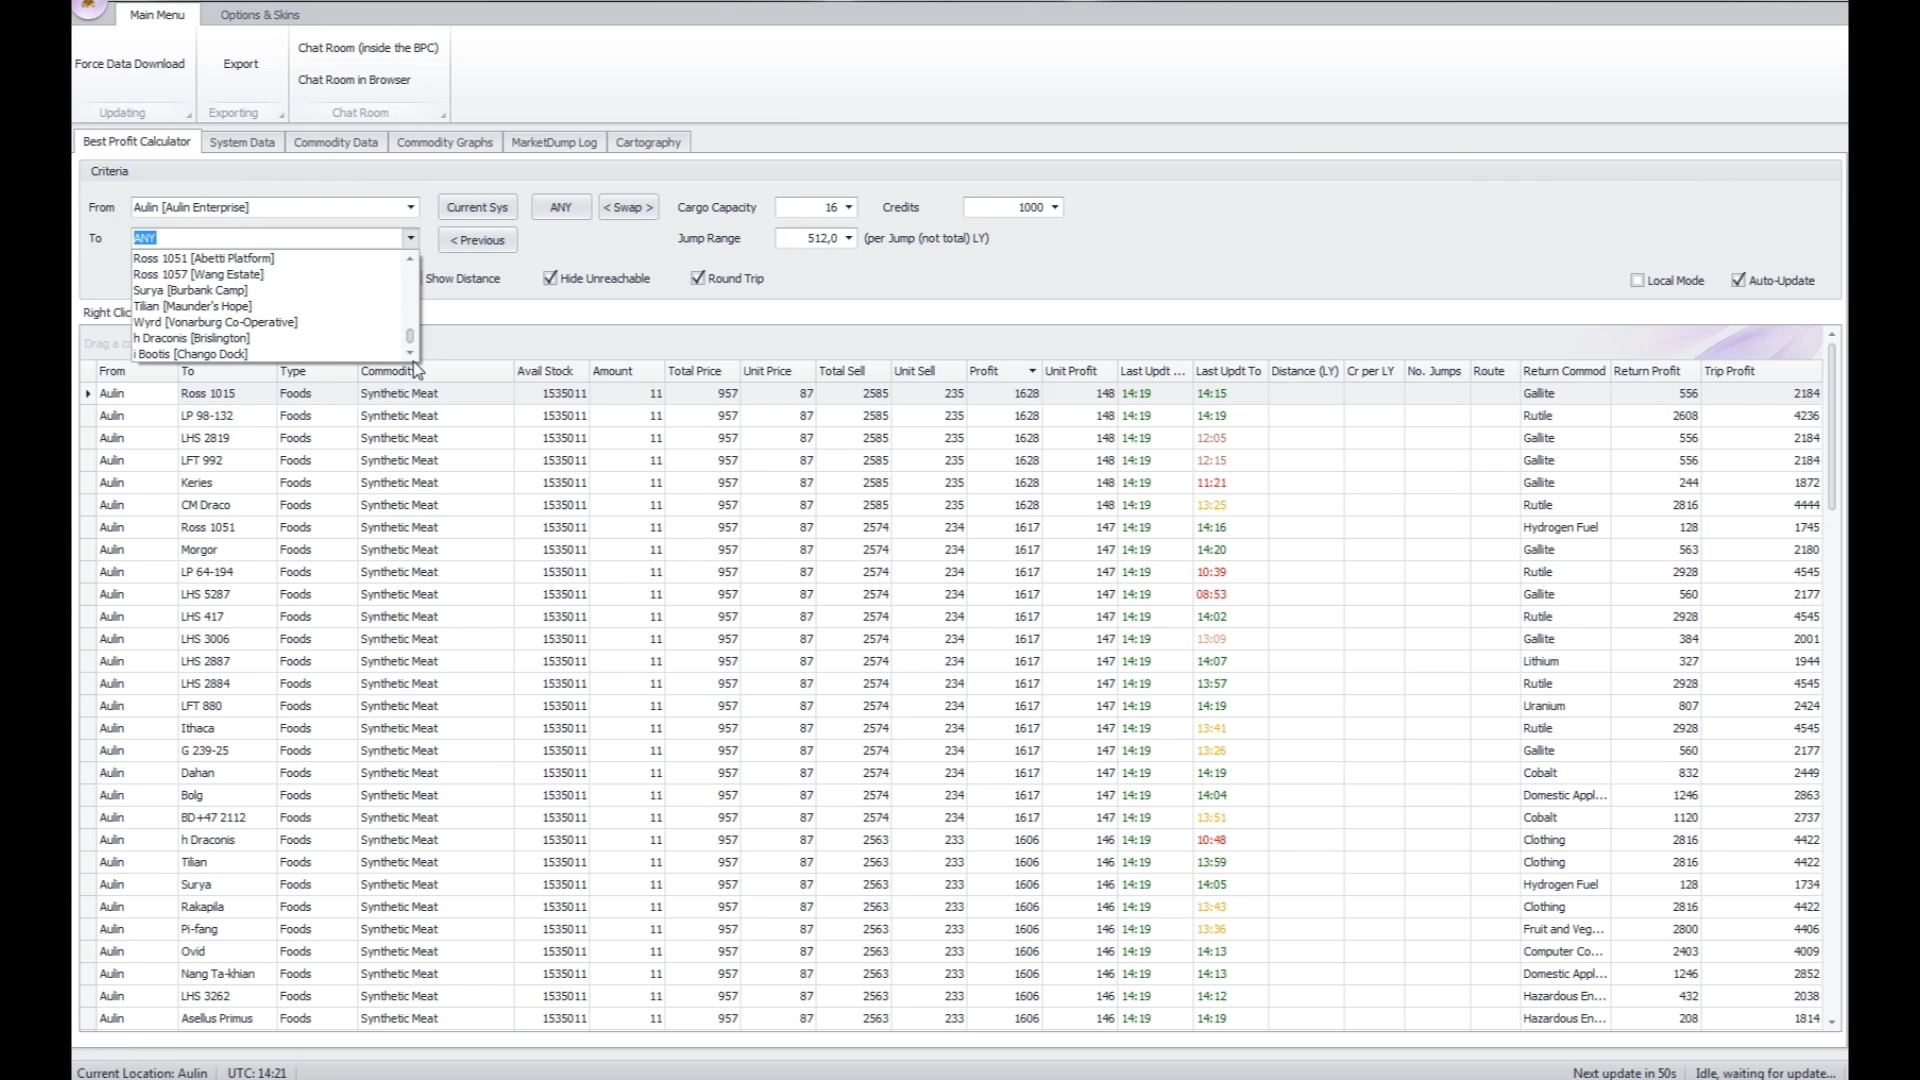 Main Menu Options & Skins
Force Data Download Export Chat Room (inside the BPC)
Chat Room in Browser
Updating Exporting Chat Room
Best Profit Calculator System Data Commodity Data Commodity Graphs MarketDump Log Cartography
Criteria
From Aulin [Aulin Enterprise] Current Sys ANY < Swap > Cargo Capacity 16 Credits 1000
To ANY < Previous Jump Range 512,0 (per Jump (not total) LY)
Ross 1051 [Abetti Platform]
Ross 1057 [Wang Estate] Show Distance Hide Unreachable Round Trip Local Mode Auto-Update
Surya [Burbank Camp]
Tilian [Maunder's Hope]
Right Clic
Wyrd [Vonarburg Co-Operative]
h Draconis [Brislington]
Drag a c
i Bootis [Chango Dock]
From To Type Commodit Avail Stock Amount Total Price Unit Price Total Sell Unit Sell Profit Unit Profit Last Updt ... Last Updt To Distance (LY) Cr per LY No. Jumps Route Return Commod Return Profit Trip Profit
Aulin Ross 1015 Foods Synthetic Meat 1535011 11 957 87 2585 235 1628 148 14:19 14:15 Gallite 556 2184
Aulin LP 98-132 Foods Synthetic Meat 1535011 11 957 87 2585 235 1628 148 14:19 14:19 Rutile 2608 4236
Aulin LHS 2819 Foods Synthetic Meat 1535011 11 957 87 2585 235 1628 148 14:19 12:05 Gallite 556 2184
Aulin LFT 992 Foods Synthetic Meat 1535011 11 957 87 2585 235 1628 148 14:19 12:15 Gallite 556 2184
Aulin Keries Foods Synthetic Meat 1535011 11 957 87 2585 235 1628 148 14:19 11:21 Gallite 244 1872
Aulin CM Draco Foods Synthetic Meat 1535011 11 957 87 2585 235 1628 148 14:19 13:25 Rutile 2816 4444
Aulin Ross 1051 Foods Synthetic Meat 1535011 11 957 87 2574 234 1617 147 14:19 14:16 Hydrogen Fuel 128 1745
Aulin Morgor Foods Synthetic Meat 1535011 11 957 87 2574 234 1617 147 14:19 14:20 Gallite 563 2180
Aulin LP 64-194 Foods Synthetic Meat 1535011 11 957 87 2574 234 1617 147 14:19 10:39 Rutile 2928 4545
Aulin LHS 5287 Foods Synthetic Meat 1535011 11 957 87 2574 234 1617 147 14:19 08:53 Gallite 560 2177
Aulin LHS 417 Foods Synthetic Meat 1535011 11 957 87 2574 234 1617 147 14:19 14:02 Rutile 2928 4545
Aulin LHS 3006 Foods Synthetic Meat 1535011 11 957 87 2574 234 1617 147 14:19 13:09 Gallite 384 2001
Aulin LHS 2887 Foods Synthetic Meat 1535011 11 957 87 2574 234 1617 147 14:19 14:07 Lithium 327 1944
Aulin LHS 2884 Foods Synthetic Meat 1535011 11 957 87 2574 234 1617 147 14:19 13:57 Rutile 2928 4545
Aulin LFT 880 Foods Synthetic Meat 1535011 11 957 87 2574 234 1617 147 14:19 14:19 Uranium 807 2424
Aulin Ithaca Foods Synthetic Meat 1535011 11 957 87 2574 234 1617 147 14:19 13:41 Rutile 2928 4545
Aulin G 239-25 Foods Synthetic Meat 1535011 11 957 87 2574 234 1617 147 14:19 13:26 Gallite 560 2177
Aulin Dahan Foods Synthetic Meat 1535011 11 957 87 2574 234 1617 147 14:19 14:19 Cobalt 832 2449
Aulin Bolg Foods Synthetic Meat 1535011 11 957 87 2574 234 1617 147 14:19 14:04 Domestic Appl... 1246 2863
Aulin BD+47 2112 Foods Synthetic Meat 1535011 11 957 87 2574 234 1617 147 14:19 13:51 Cobalt 1120 2737
Aulin h Draconis Foods Synthetic Meat 1535011 11 957 87 2563 233 1606 146 14:19 10:48 Clothing 2816 4422
Aulin Tilian Foods Synthetic Meat 1535011 11 957 87 2563 233 1606 146 14:19 13:59 Clothing 2816 4422
Aulin Surya Foods Synthetic Meat 1535011 11 957 87 2563 233 1606 146 14:19 14:05 Hydrogen Fuel 128 1734
Aulin Rakapila Foods Synthetic Meat 1535011 11 957 87 2563 233 1606 146 14:19 13:43 Clothing 2816 4422
Aulin Pi-fang Foods Synthetic Meat 1535011 11 957 87 2563 233 1606 146 14:19 13:36 Fruit and Veg... 2800 4406
Aulin Ovid Foods Synthetic Meat 1535011 11 957 87 2563 233 1606 146 14:19 14:13 Computer Co... 2403 4009
Aulin Nang Ta-khian Foods Synthetic Meat 1535011 11 957 87 2563 233 1606 146 14:19 14:13 Domestic Appl... 1246 2852
Aulin LHS 3262 Foods Synthetic Meat 1535011 11 957 87 2563 233 1606 146 14:19 14:12 Hazardous En... 432 2038
Aulin Asellus Primus Foods Synthetic Meat 1535011 11 957 87 2563 233 1606 146 14:19 14:19 Hazardous En... 208 1814
Current Location: Aulin UTC: 14:21 Next update in 50s Idle, waiting for update...